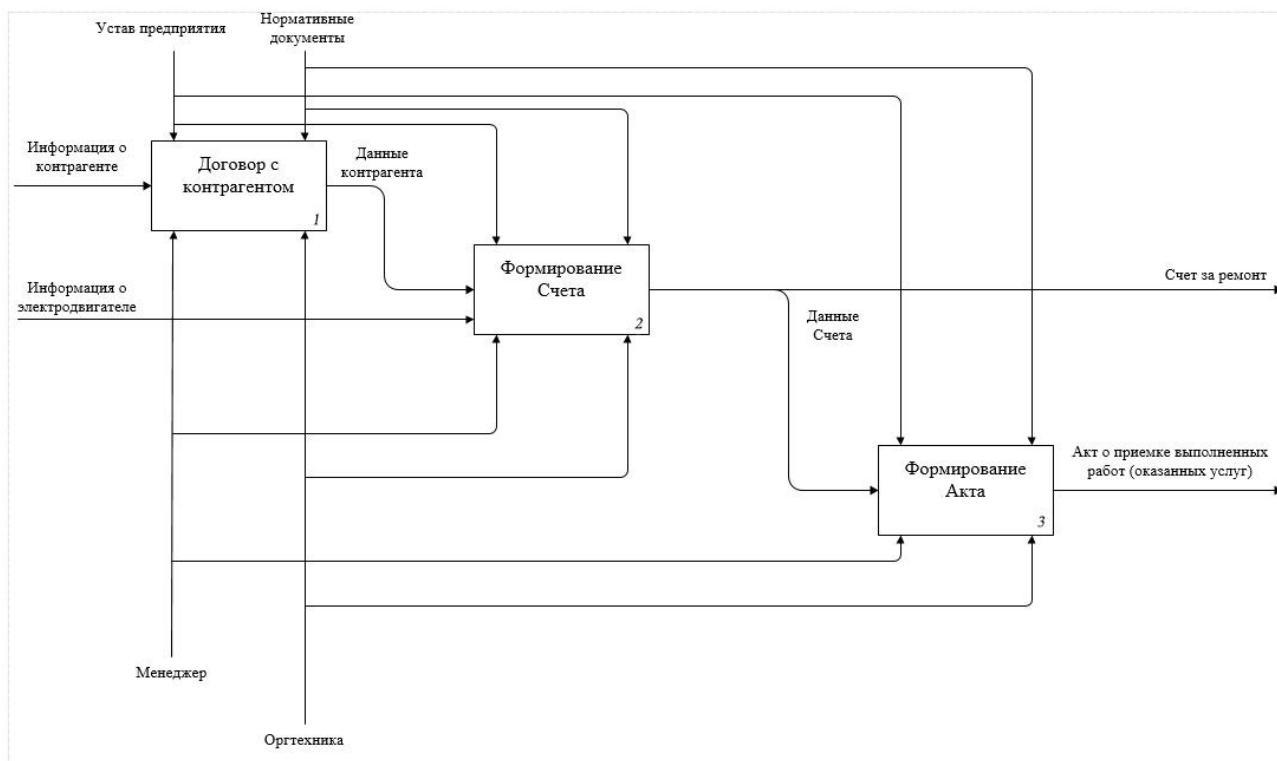 Устав предприятия
Нормативные
документы
Информация о
контрагенте
Договор с
контрагентом
1
Данные
контрагента
Информация о
электродвигателе
Формирование
Счета
2
Счет за ремонт
Данные
Счета
Формирование
Акта
3
Акт о приемке выполненных
работ (оказанных услуг)
Менеджер
Оргтехника